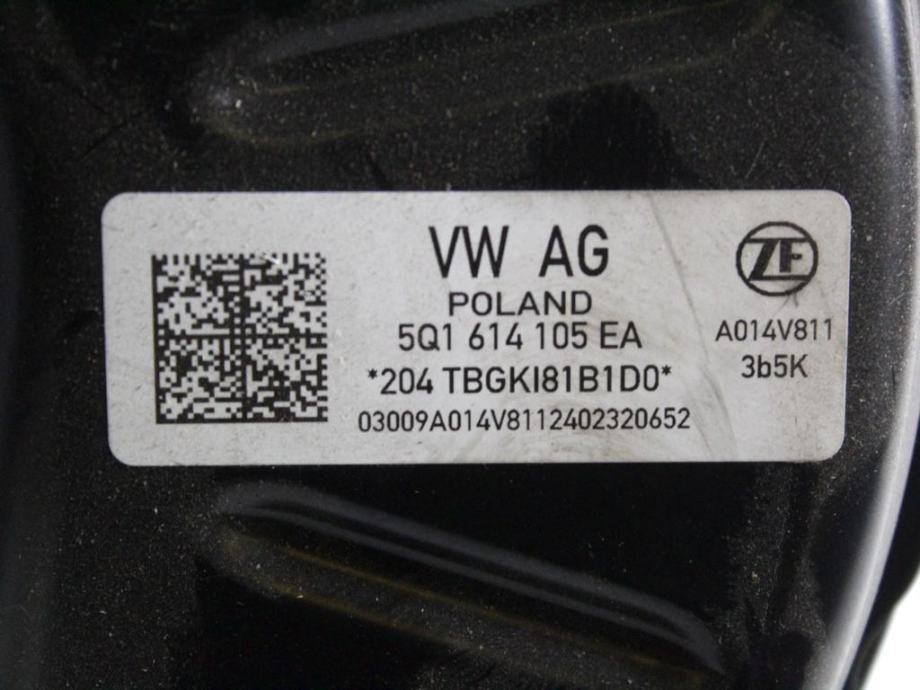 VW AG
ZF
POLAND
5Q1 614 105 EA
A014V811
*204 TBGKI81B1D0*
3b5K
03009A014V8112402320652